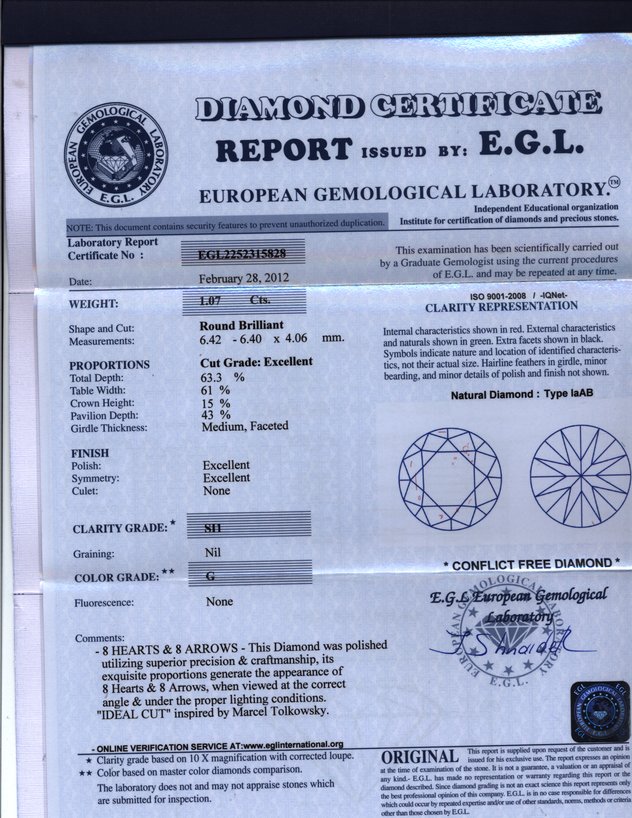 DIAMOND CERTIFICATE
REPORT ISSUED BY: E.G.L.
EUROPEAN GEMOLOGICAL LABORATORY
E.G.L.
EUROPEAN GEMOLOGICAL LABORATORY.™
Independent Educational organization
Institute for certification of diamonds and precious stones.
NOTE: This document contains security features to prevent unauthorized duplication.
Laboratory Report
Certificate No : EGL2252315828
Date: February 28, 2012
This examination has been scientifically carried out
by a Graduate Gemologist using the current procedures
of E.G.L. and may be repeated at any time.
WEIGHT: 1.07 Cts.
Shape and Cut: Round Brilliant
Measurements: 6.42 - 6.40 x 4.06 mm.
PROPORTIONS Cut Grade: Excellent
Total Depth: 63.3 %
Table Width: 61 %
Crown Height: 15 %
Pavilion Depth: 43 %
Girdle Thickness: Medium, Faceted
FINISH
Polish: Excellent
Symmetry: Excellent
Culet: None
CLARITY GRADE: * SI1
Graining: Nil
COLOR GRADE: ** G
Fluorescence: None
ISO 9001-2008 / -IQNet-
CLARITY REPRESENTATION
Internal characteristics shown in red. External characteristics
and naturals shown in green. Extra facets shown in black.
Symbols indicate nature and location of identified characteris-
tics, not their actual size. Hairline feathers in girdle, minor
bearding, and minor details of polish and finish not shown.
Natural Diamond : Type IaAB
* CONFLICT FREE DIAMOND *
E.G.L European Gemological
Laboratory
EUROPEAN GEMOLOGICAL LABORATORY
E.G.L.
Comments:
- 8 HEARTS & 8 ARROWS - This Diamond was polished
utilizing superior precision & craftmanship, its
exquisite proportions generate the appearance of
8 Hearts & 8 Arrows, when viewed at the correct
angle & under the proper lighting conditions.
"IDEAL CUT" inspired by Marcel Tolkowsky.
- ONLINE VERIFICATION SERVICE AT:www.eglinternational.org
★ Clarity grade based on 10 X magnification with corrected loupe.
★★ Color based on master color diamonds comparison.
The laboratory does not and may not appraise stones which
are submitted for inspection.
ORIGINAL This report is supplied upon request of the customer and is
issued for his exclusive use. The report expresses an opinion
at the time of examination of the stone. It is not a guarantee, a valuation or an appraisal of
any kind.- E.G.L. has made no representation or warranty regarding this report or the
diamond described. Since diamond grading is not an exact science this report represents only
the best professional opinion of this company. E.G.L. is in no case responsible for differences
which could occur by repeated expertise and/or use of other standards, norms, methods or criteria
other than those chosen by E.G.L.